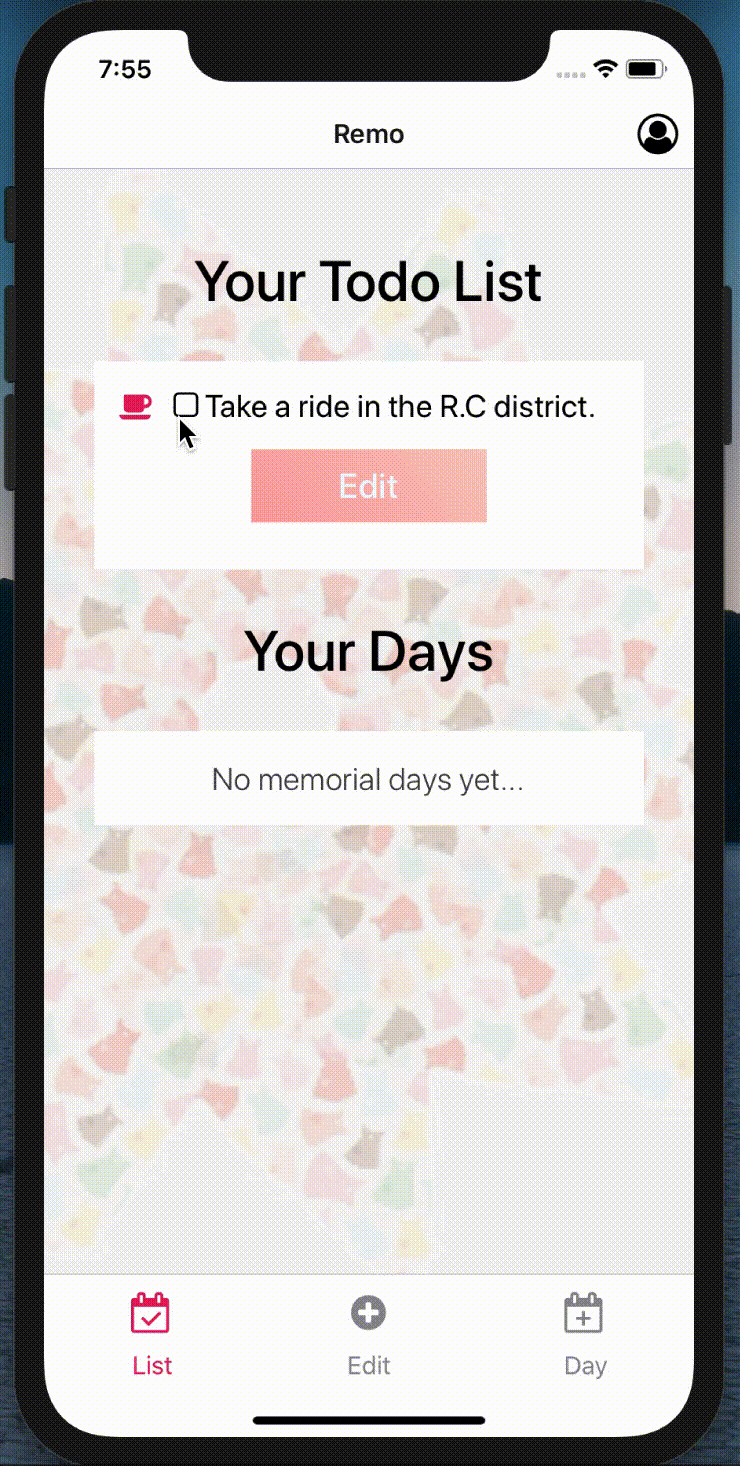 7:55
Remo
Your Todo List
Take a ride in the R.C district.
Edit
Your Days
No memorial days yet...
List
Edit
Day